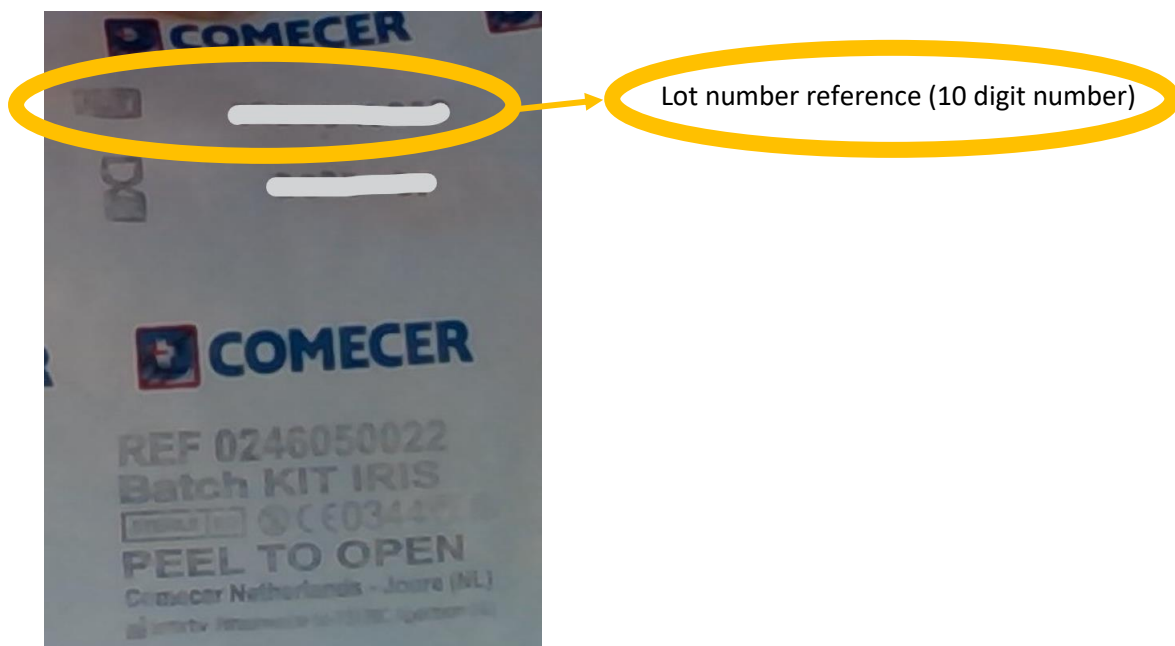 COMECER
Lot number reference (10 digit number)
COMECER
REF 0246050022
Batch KIT IRIS
CE0344
PEEL TO OPEN
Comecer Netherlands - Joure (NL)